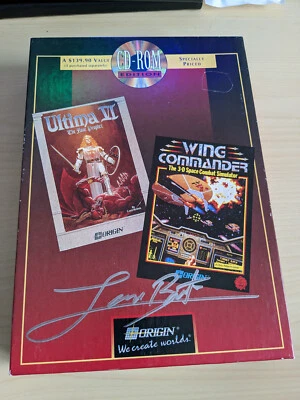 A $139.90 VALUE
CD-ROM
EDITION
SPECIALLY
PRICED
Ultima VI
The False Prophet
ORIGIN
WING
COMMANDER
The 3-D Space Combat Simulator
ORIGIN
ORIGIN
We create worlds.